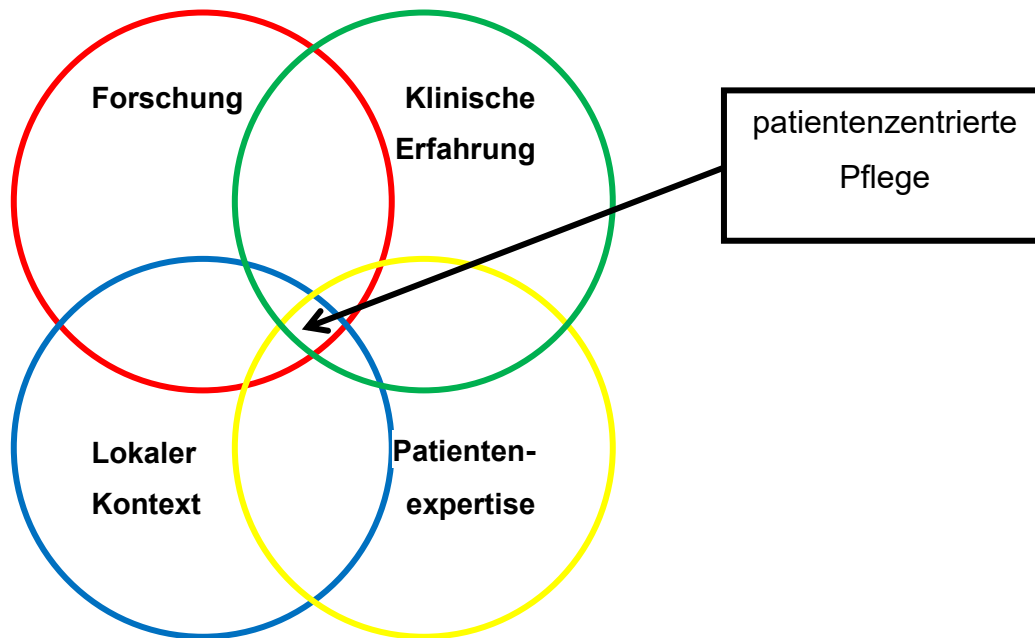 Forschung
Klinische
Erfahrung
patientenzentrierte
Pflege
Lokaler
Kontext
Patienten-
expertise